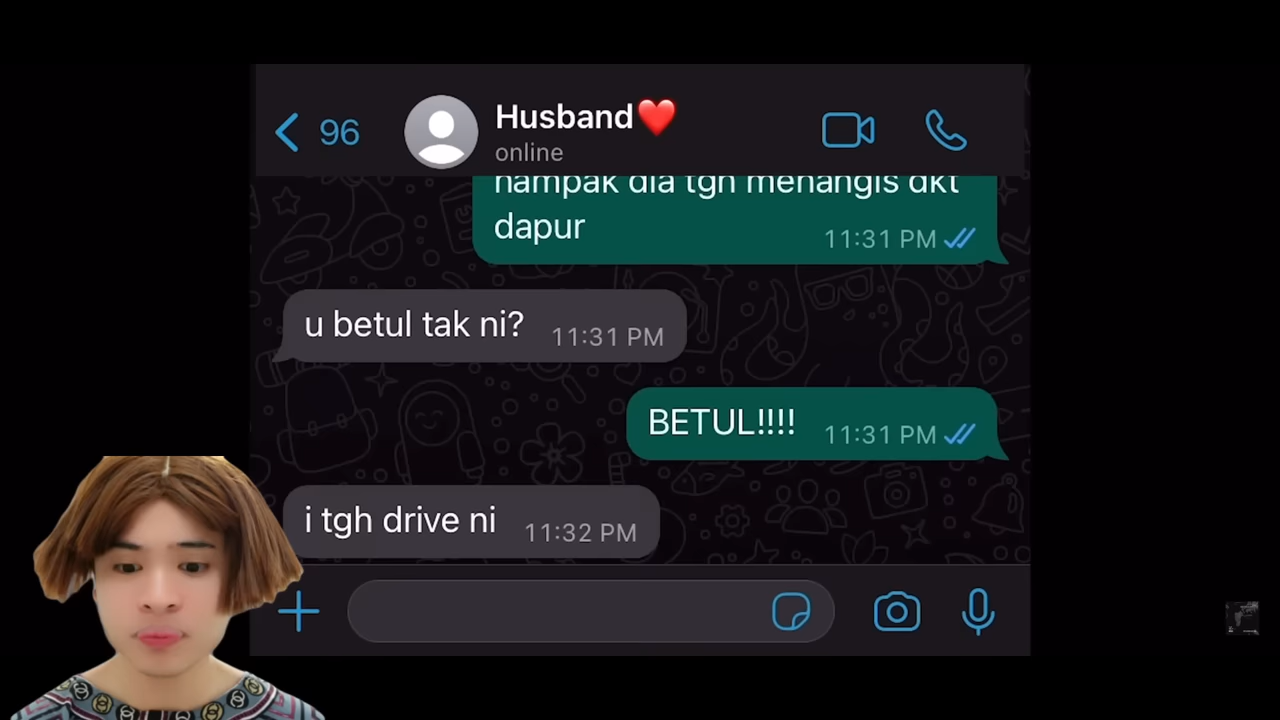 96
Husband❤️
online
nampak dia tgh menangis dkt
dapur
11:31 PM
u betul tak ni?
11:31 PM
BETUL!!!!
11:31 PM
i tgh drive ni
11:32 PM